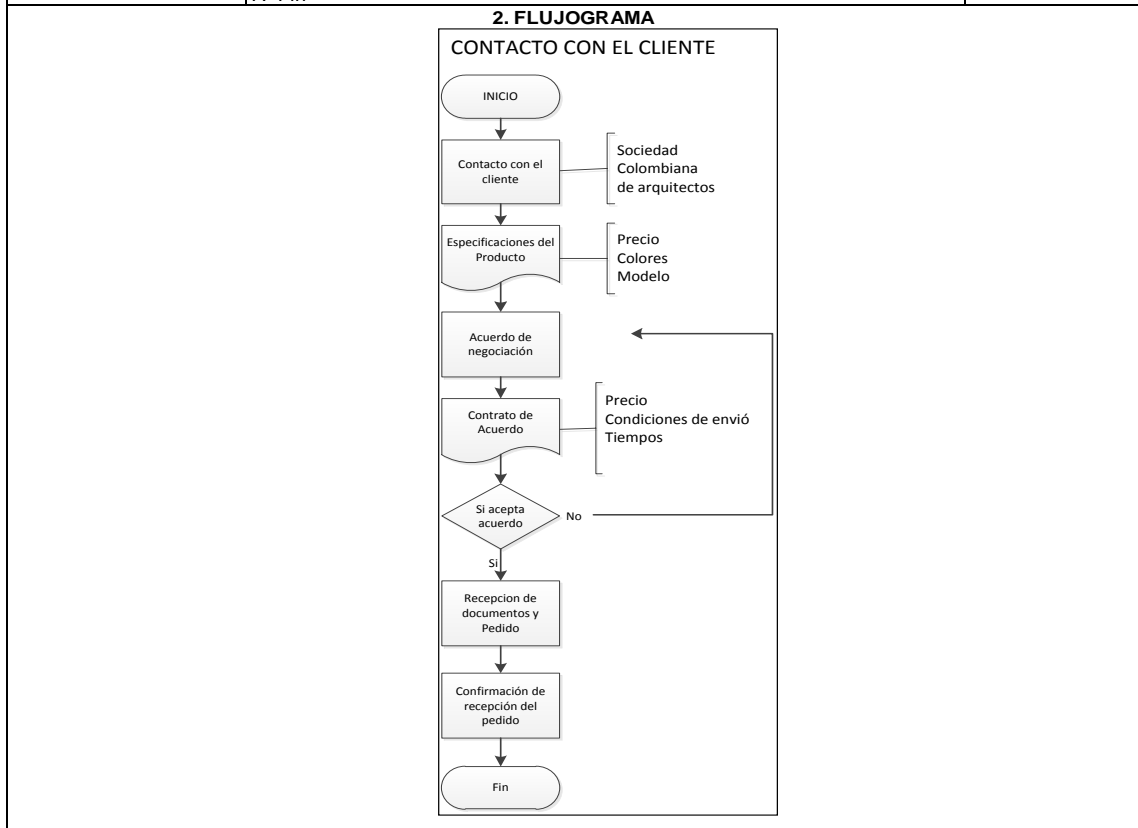 2. FLUJOGRAMA
CONTACTO CON EL CLIENTE
INICIO
Contacto con el
cliente
Sociedad
Colombiana
de arquitectos
Especificaciones del
Producto
Precio
Colores
Modelo
Acuerdo de
negociación
Contrato de
Acuerdo
Precio
Condiciones de envió
Tiempos
Si acepta
acuerdo
No
Si
Recepcion de
documentos y
Pedido
Confirmación de
recepción del
pedido
Fin